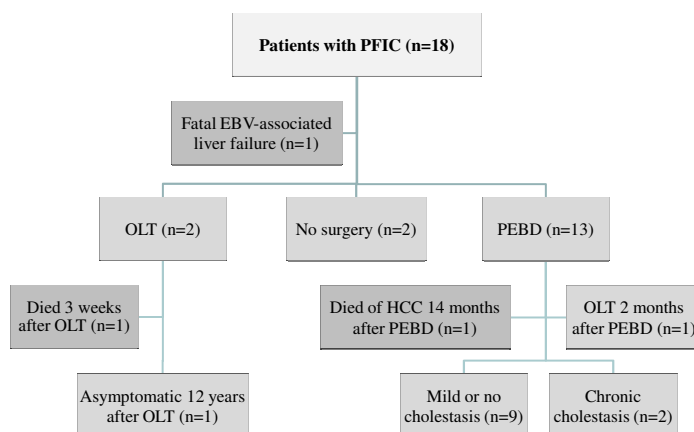 Patients with PFIC (n=18)
Fatal EBV-associated
liver failure (n=1)
OLT (n=2)
No surgery (n=2)
PEBD (n=13)
Died 3 weeks
after OLT (n=1)
Died of HCC 14 months
after PEBD (n=1)
OLT 2 months
after PEBD (n=1)
Asymptomatic 12 years
after OLT (n=1)
Mild or no
cholestasis (n=9)
Chronic
cholestasis (n=2)